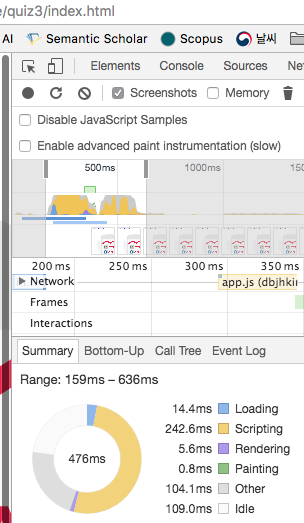 e/quiz3/index.html
AI Semantic Scholar Scopus 날씨
Elements Console Sources
Screenshots Memory
Disable JavaScript Samples
Enable advanced paint instrumentation (slow)
500ms 1000ms 150
200 ms 250 ms 300 ms 350 ms
Network app.js (dbjhkii
Frames
Interactions
Summary Bottom-Up Call Tree Event Log
Range: 159ms – 636ms
476ms
14.4ms Loading
242.6ms Scripting
5.6ms Rendering
0.8ms Painting
104.1ms Other
109.0ms Idle